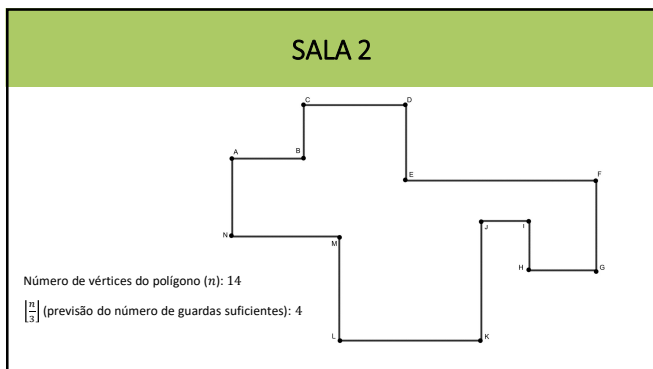 SALA 2
C
D
A
B
E
F
J
I
N
M
H
G
Número de vértices do polígono (𝑛): 14
⌊𝑛/3⌋ (previsão do número de guardas suficientes): 4
L
K